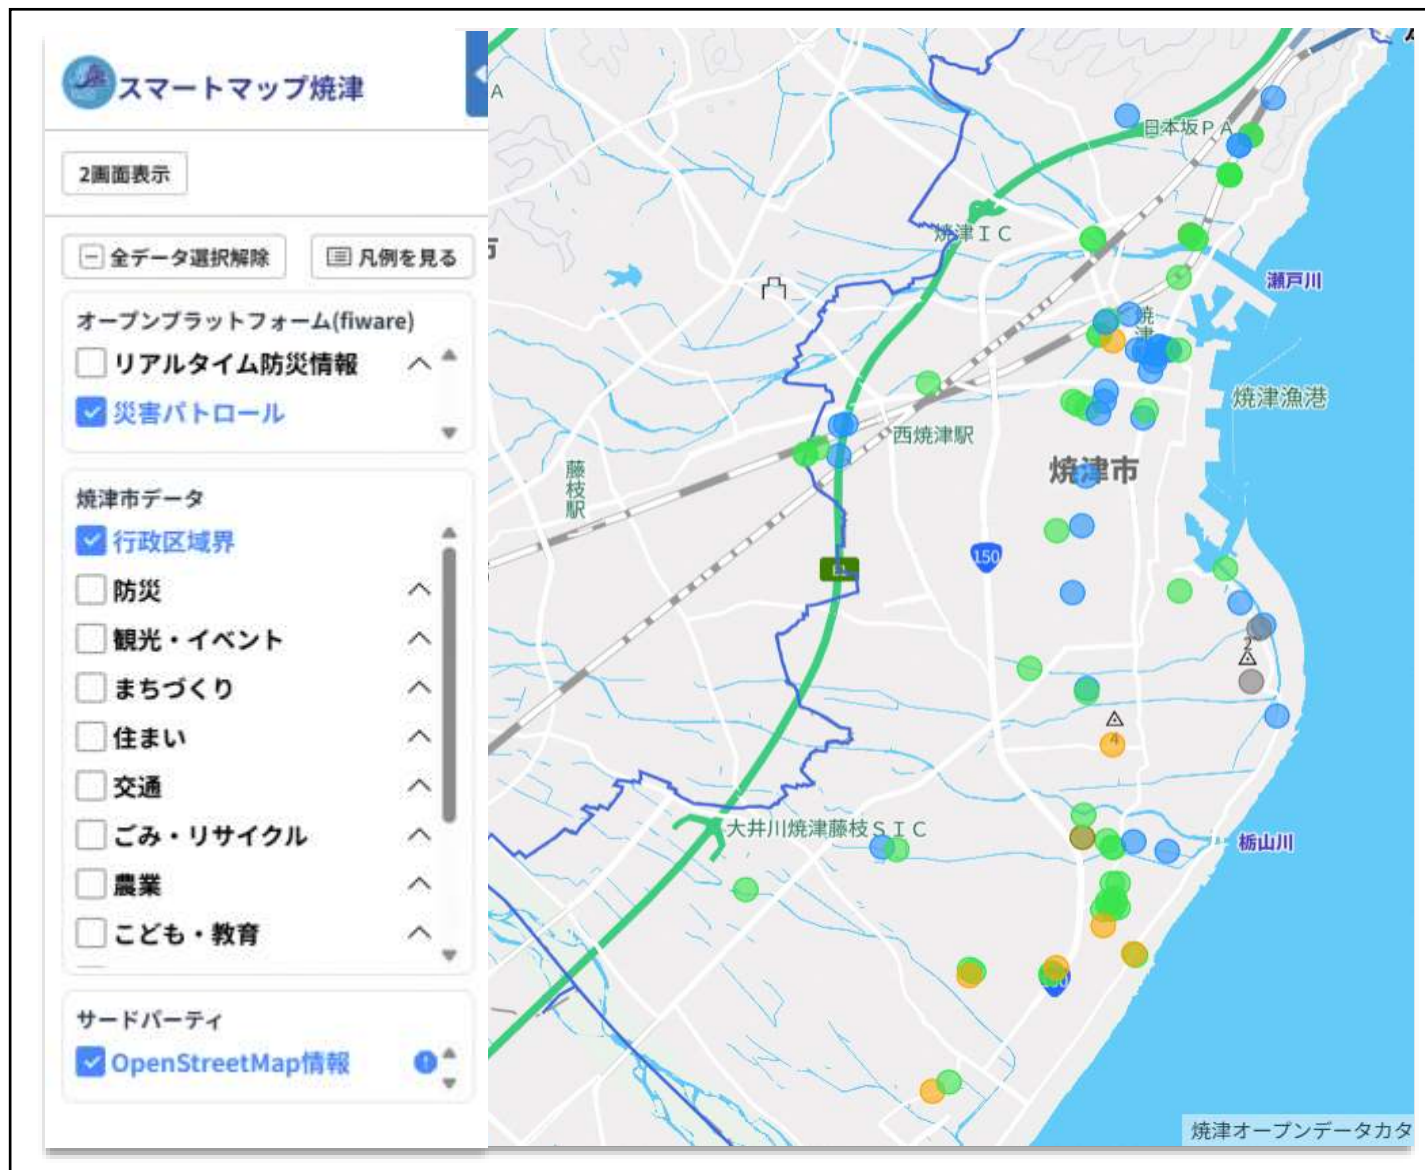 スマートマップ焼津
2画面表示
全データ選択解除
凡例を見る
オープンプラットフォーム(fiware)
リアルタイム防災情報
災害パトロール
焼津市データ
行政区域界
防災
観光・イベント
まちづくり
住まい
交通
ごみ・リサイクル
農業
こども・教育
サードパーティ
OpenStreetMap情報
A
日本坂PA
焼津IC
市
瀬戸川
焼津
焼津漁港
西焼津駅
藤枝駅
焼津市
150
E1
2
4
大井川焼津藤枝SIC
栃山川
150
焼津オープンデータカタ